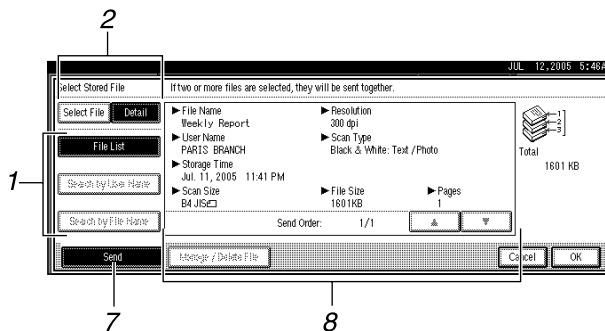 2
JUL 12,2005 5:46A
Select Stored File
If two or more files are selected, they will be sent together.
Select File
Detail
►File Name
Weekly Report
►Resolution
300 dpi
►User Name
PARIS BRANCH
►Scan Type
Black & White: Text / Photo
►Storage Time
Jul. 11, 2005 11:41 PM
►Scan Size
B4 JIS
►File Size
1601KB
►Pages
1
1
2
3
Total
1601 KB
1
File List
Search by User Name
Search by File Name
Send Order: 1/1
▲
▼
Send
Manage / Delete File
Cancel
OK
7
8